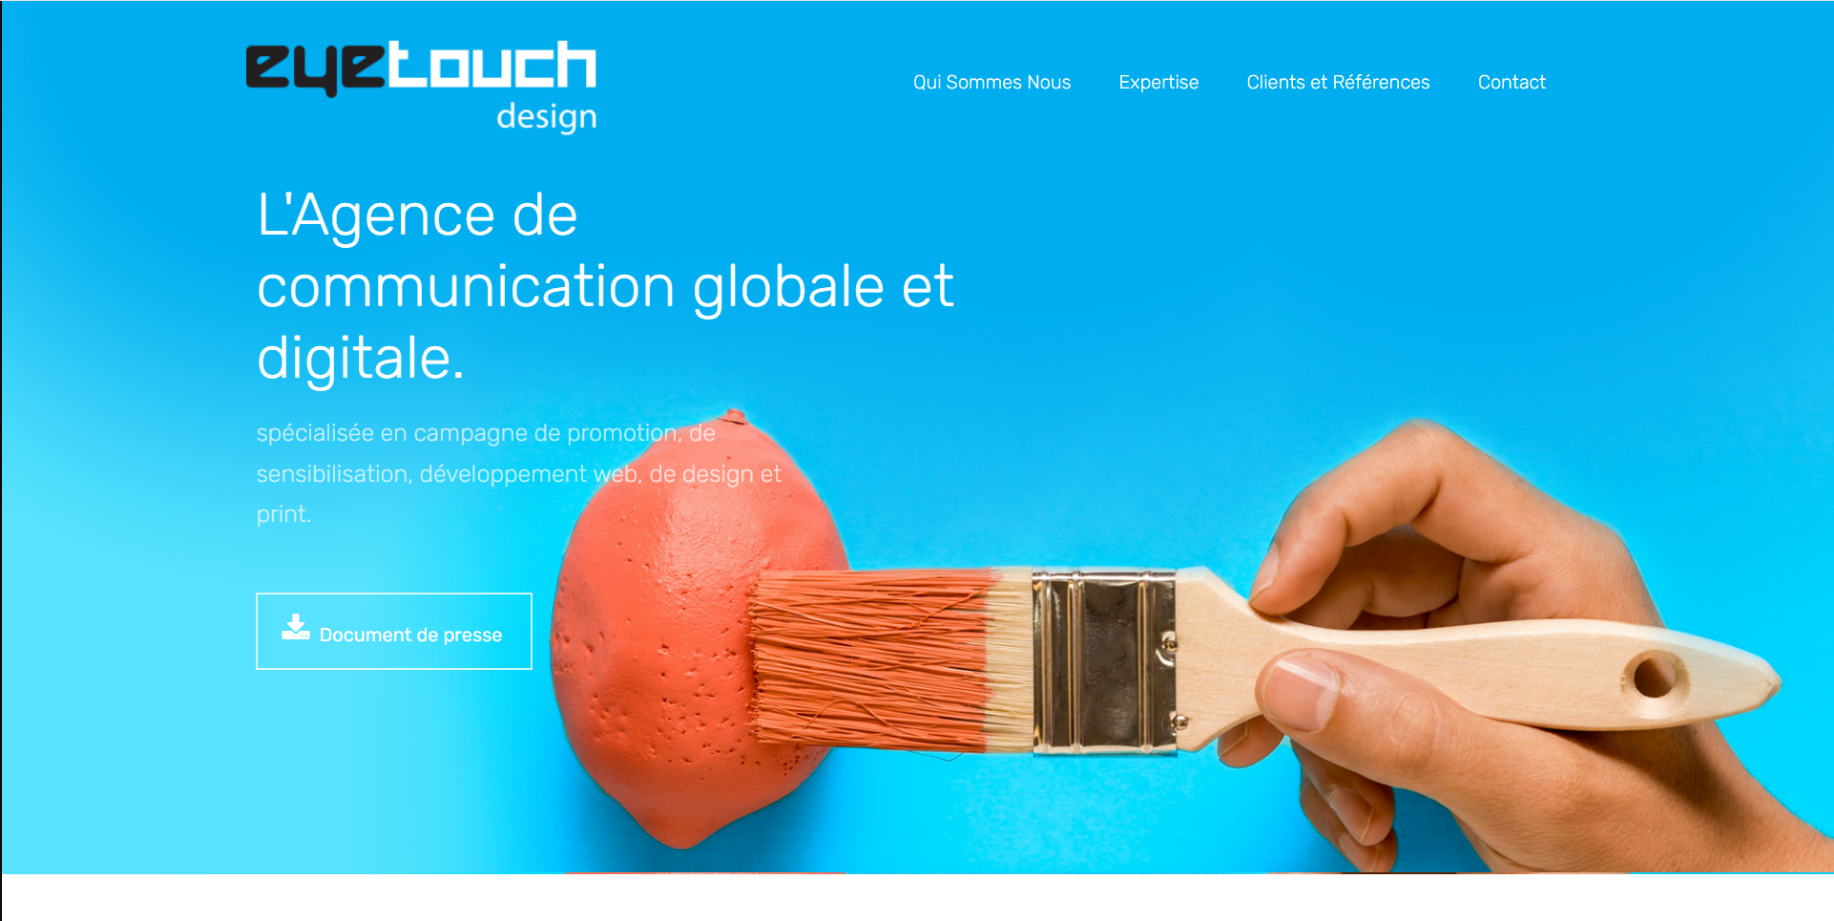 eyetouch
design
Qui Sommes Nous
Expertise
Clients et Références
Contact
L'Agence de
communication globale et
digitale.
spécialisée en campagne de promotion, de
sensibilisation, développement web, de design et
print.
Document de presse